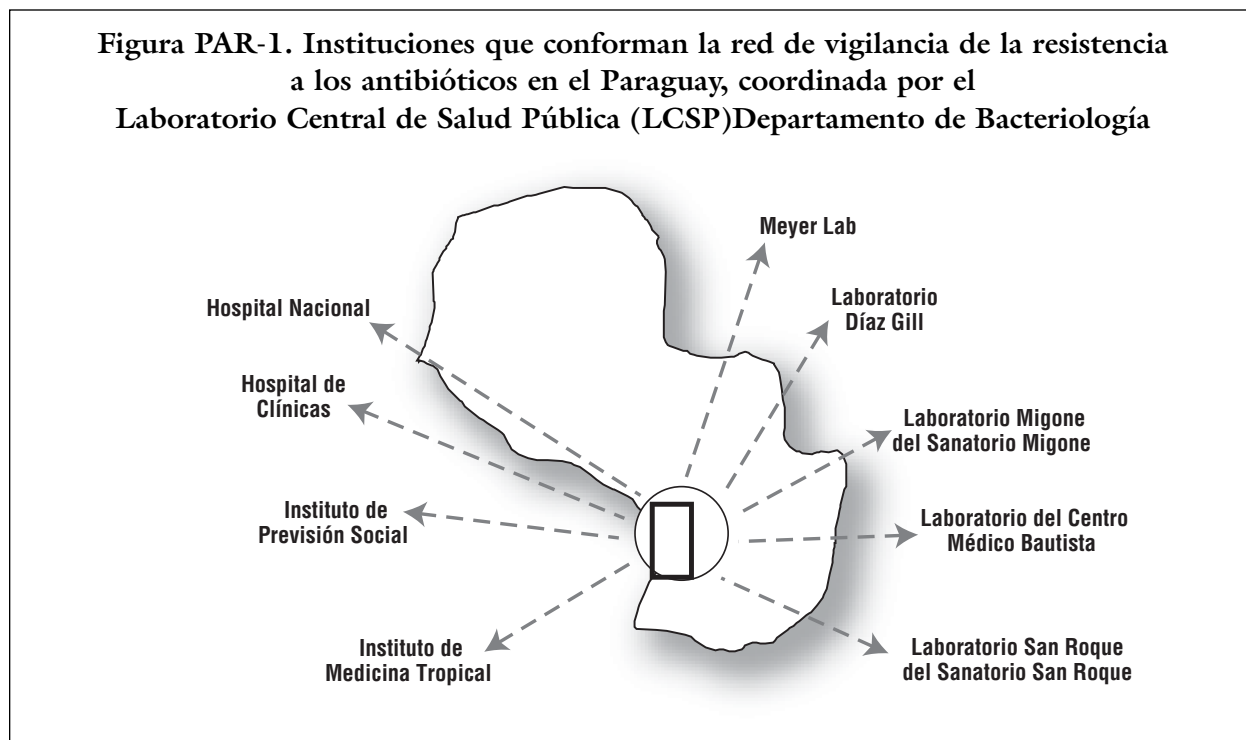 Figura PAR-1. Instituciones que conforman la red de vigilancia de la resistencia
a los antibióticos en el Paraguay, coordinada por el
Laboratorio Central de Salud Pública (LCSP)Departamento de Bacteriología
Meyer Lab
Hospital Nacional
Laboratorio
Díaz Gill
Hospital de
Clínicas
Laboratorio Migone
del Sanatorio Migone
Instituto de
Previsión Social
Laboratorio del Centro
Médico Bautista
Instituto de
Medicina Tropical
Laboratorio San Roque
del Sanatorio San Roque